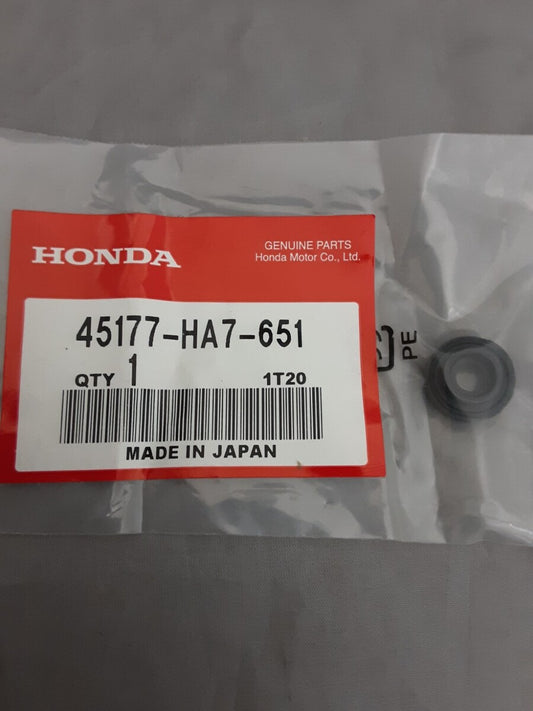 HONDA
GENUINE PARTS
Honda Motor Co., Ltd.
45177-HA7-651
QTY 1 1T20
MADE IN JAPAN
PE